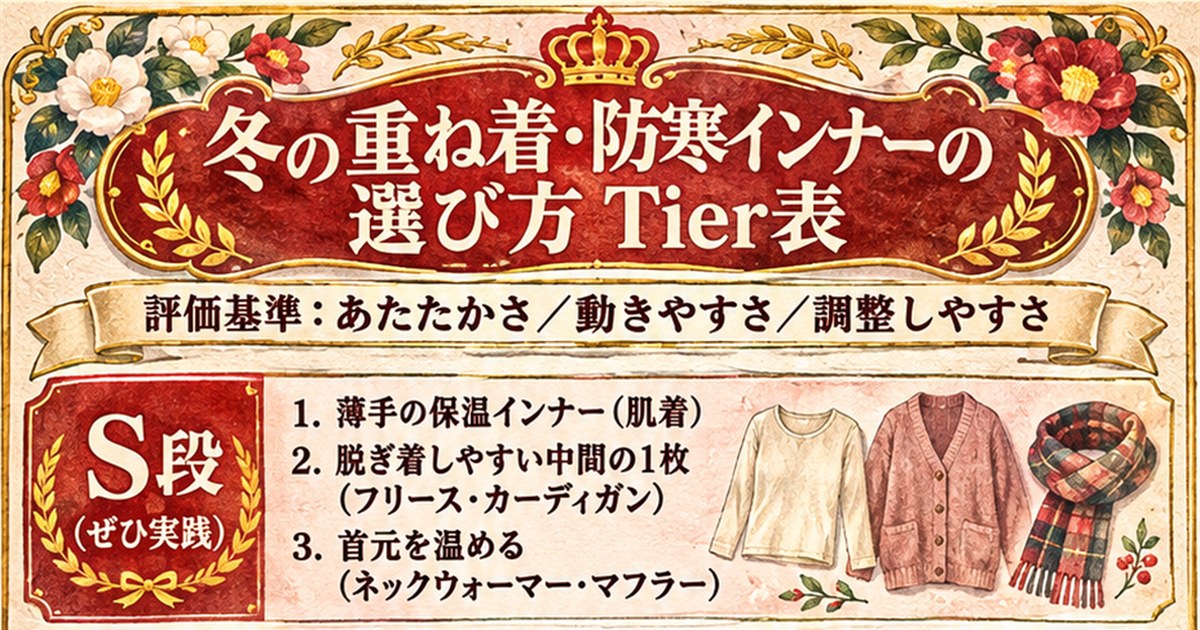 冬の重ね着・防寒インナーの
選び方 Tier表
評価基準：あたたかさ／動きやすさ／調整しやすさ
S段
（ぜひ実践）
1. 薄手の保温インナー（肌着）
2. 脱ぎ着しやすい中間の1枚
（フリース・カーディガン）
3. 首元を温める
（ネックウォーマー・マフラー）